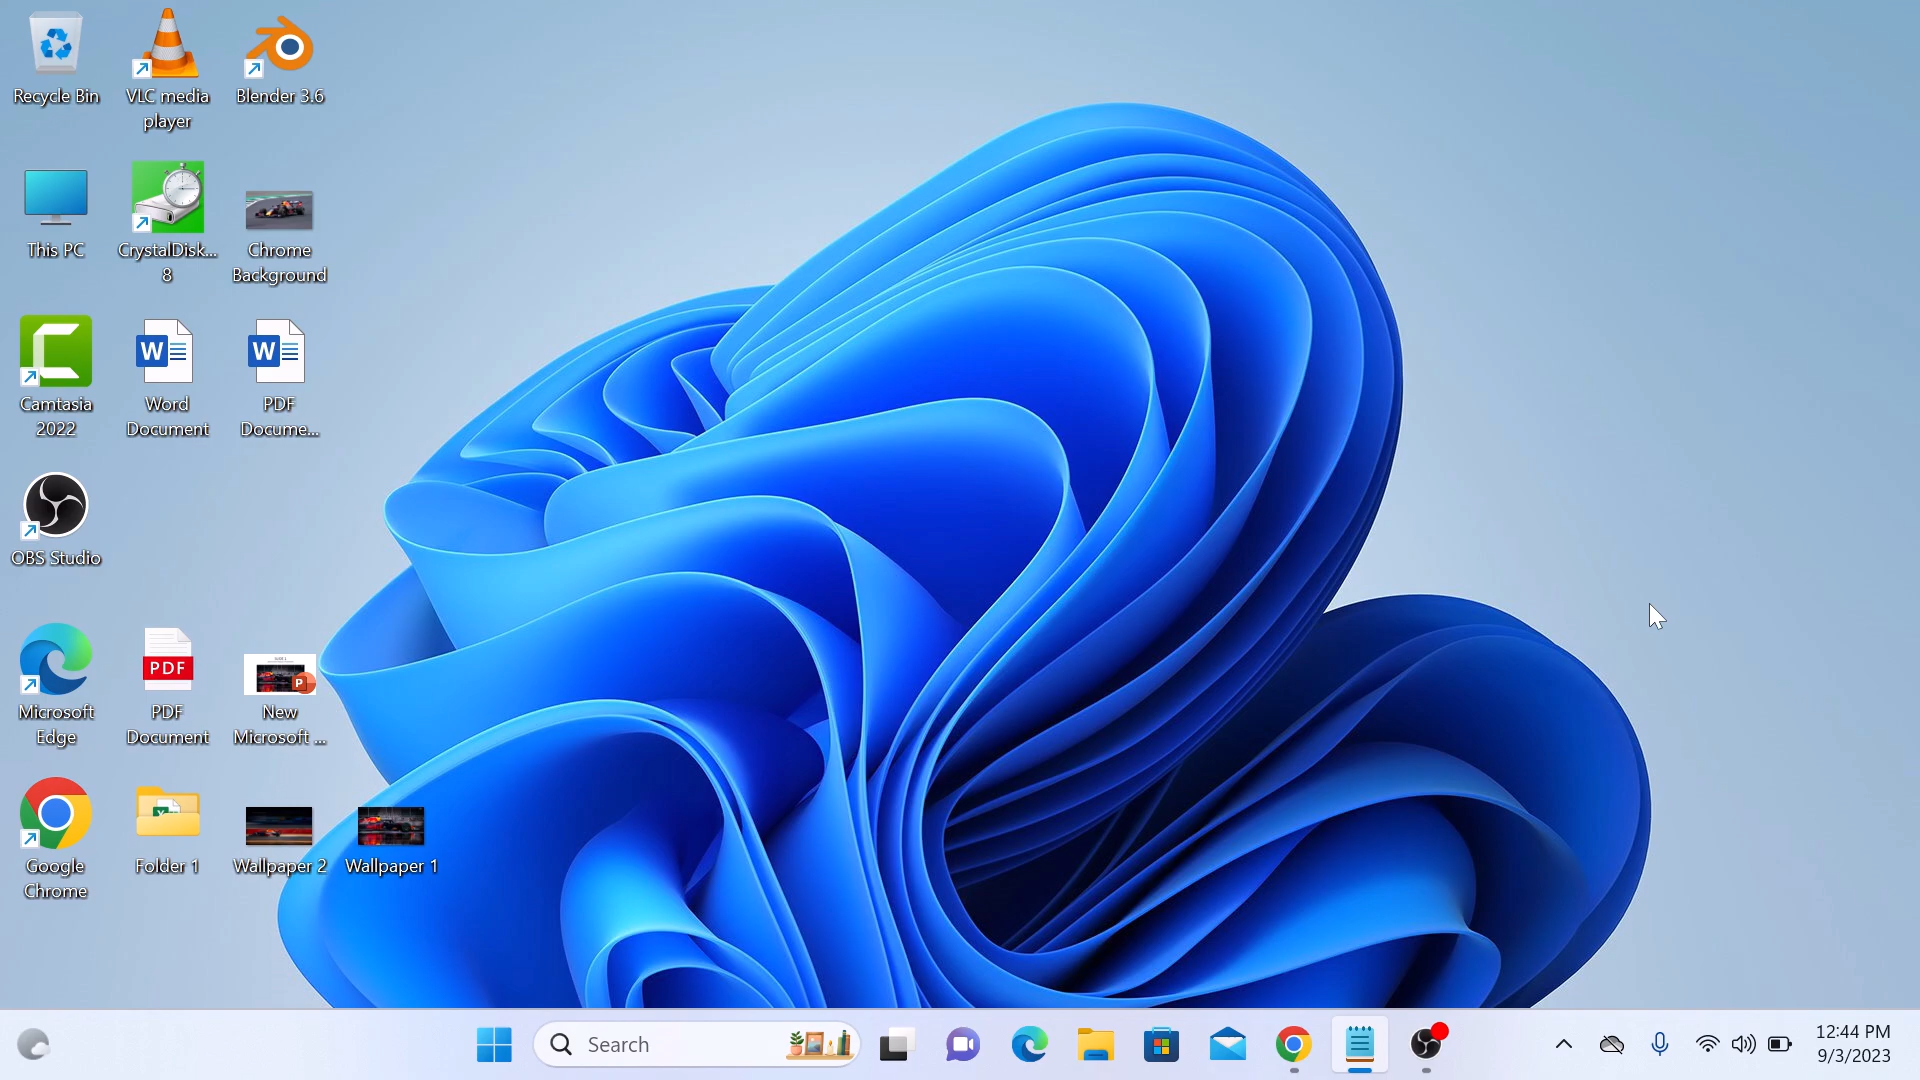 Recycle Bin
VLC media
player
Blender 3.6
This PC
CrystalDisk...
8
Chrome
Background
Camtasia
2022
W
Word
Document
W
PDF
Docume...
OBS Studio
Microsoft
Edge
PDF
PDF
Document
P
New
Microsoft ...
Google
Chrome
Folder 1
Wallpaper 2
Wallpaper 1
Search
12:44 PM
9/3/2023